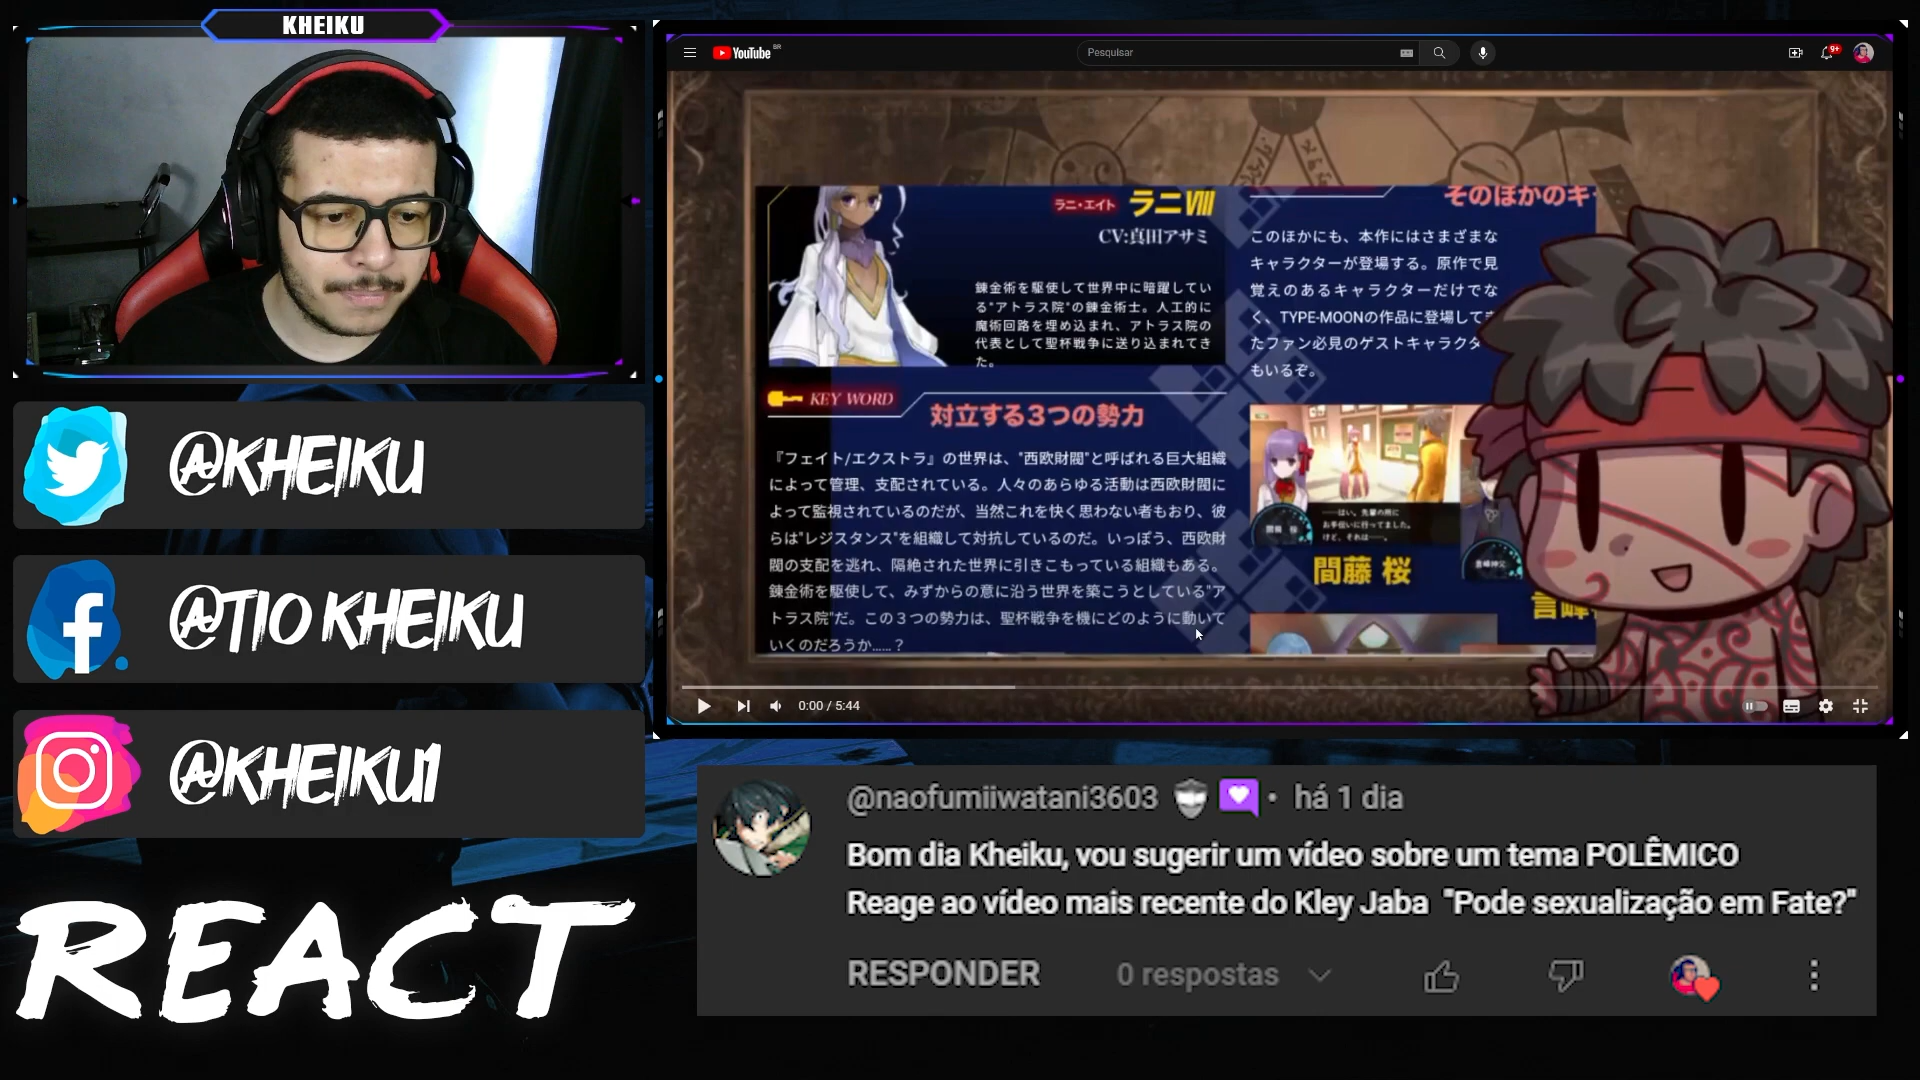 KHEIKU
@KHEIKU
@TIO KHEIKU
@KHEIKU1
REACT
YouTube BR
Pesquisar
9+
ラニ・エイト ラニⅧ
CV:真田アサミ
錬金術を駆使して世界中に暗躍してい
る"アトラス院"の錬金術士。人工的に
魔術回路を埋め込まれ、アトラス院の
代表として聖杯戦争に送り込まれてき
た。
KEY WORD
対立する3つの勢力
『フェイト/エクストラ』の世界は、"西欧財閥"と呼ばれる巨大組織
によって管理、支配されている。人々のあらゆる活動は西欧財閥に
よって監視されているのだが、当然これを快く思わない者もおり、彼
らは"レジスタンス"を組織して対抗しているのだ。いっぽう、西欧財
閥の支配を逃れ、隔絶された世界に引きこもっている組織もある。
錬金術を駆使して、みずからの意に沿う世界を築こうとしている"ア
トラス院"だ。この3つの勢力は、聖杯戦争を機にどのように動いて
いくのだろうか……？
そのほかのキ
このほかにも、本作にはさまざまな
キャラクターが登場する。原作で見
覚えのあるキャラクターだけでな
く、TYPE-MOONの作品に登場して
たファン必見のゲストキャラクタ
もいるぞ。
間藤 桜
言峰
0:00 / 5:44
@naofumiiwatani3603 • há 1 dia
Bom dia Kheiku, vou sugerir um vídeo sobre um tema POLÊMICO
Reage ao vídeo mais recente do Kley Jaba "Pode sexualização em Fate?"
RESPONDER 0 respostas